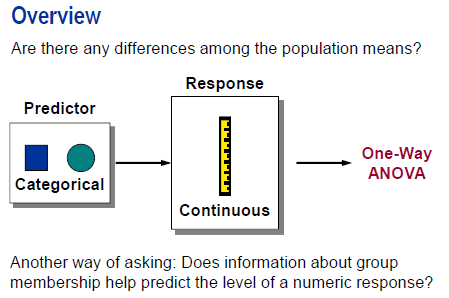 Overview
Are there any differences among the population means?
Response
Predictor
Categorical
Continuous
One-Way
ANOVA
Another way of asking: Does information about group
membership help predict the level of a numeric response?